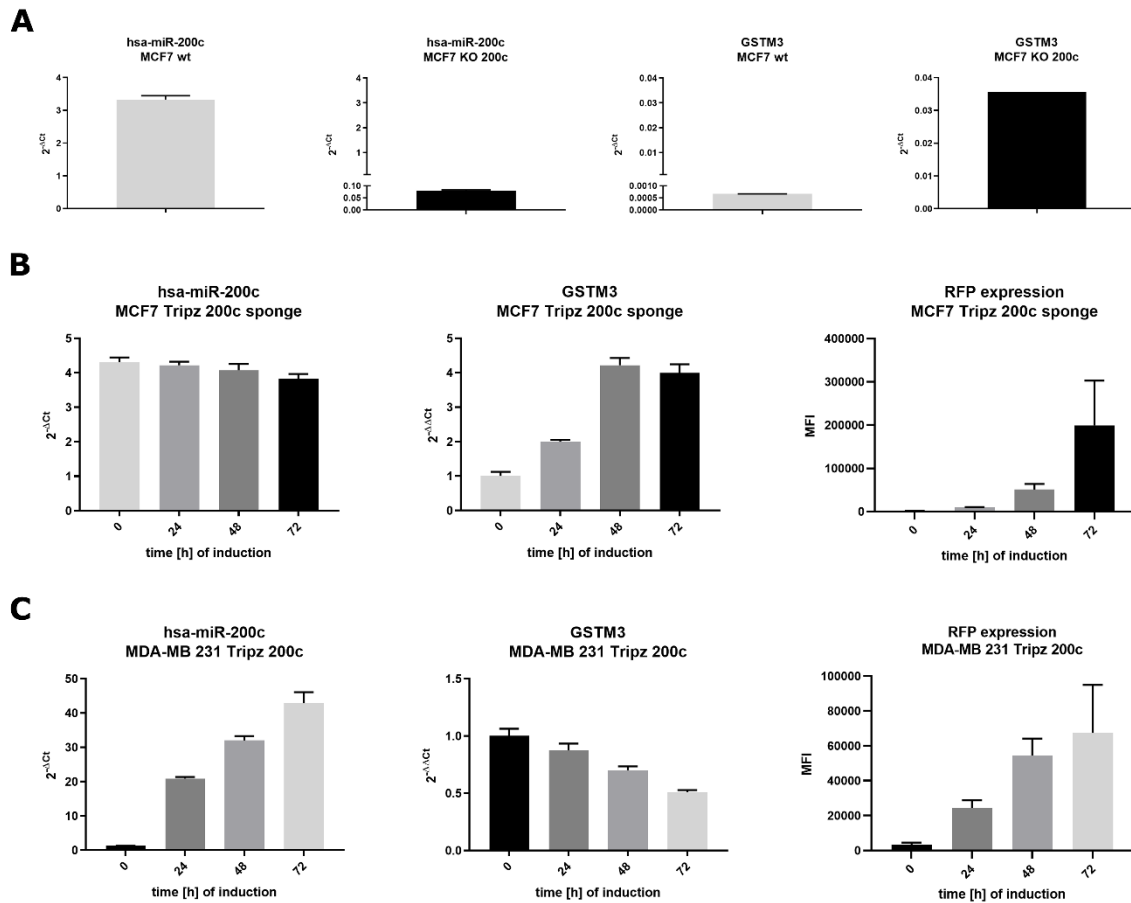 A
hsa-miR-200c
MCF7 wt
2-ΔCt
4
3
2
1
0
hsa-miR-200c
MCF7 KO 200c
2-ΔCt
4
3
2
1
0.10
0.05
0.00
GSTM3
MCF7 wt
2-ΔCt
0.04
0.03
0.02
0.01
0.0010
0.0005
0.0000
GSTM3
MCF7 KO 200c
2-ΔCt
0.04
0.03
0.02
0.01
0.00
B
hsa-miR-200c
MCF7 Tripz 200c sponge
2-ΔCt
5
4
3
2
1
0
0
24
48
72
time [h] of induction
GSTM3
MCF7 Tripz 200c sponge
2-ΔΔCt
5
4
3
2
1
0
0
24
48
72
time [h] of induction
RFP expression
MCF7 Tripz 200c sponge
MFI
400000
300000
200000
100000
0
0
24
48
72
time [h] of induction
C
hsa-miR-200c
MDA-MB 231 Tripz 200c
2-ΔΔCt
50
40
30
20
10
0
0
24
48
72
time [h] of induction
GSTM3
MDA-MB 231 Tripz 200c
2-ΔΔCt
1.5
1.0
0.5
0.0
0
24
48
72
time [h] of induction
RFP expression
MDA-MB 231 Tripz 200c
MFI
100000
80000
60000
40000
20000
0
0
24
48
72
time [h] of induction